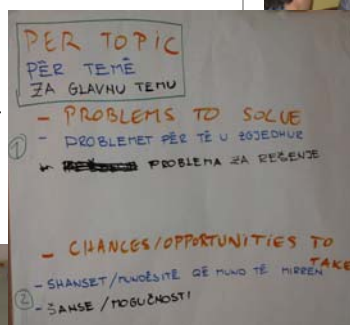 PER TOPIC
PËR TEMË
ZA GLAVNU TEMU
- PROBLEMS TO SOLVE
① - PROBLEMET PËR TË U ZGJEDHUR
- PROBLEMA ZA REŠENJE
- CHANCES/OPPORTUNITIES TO TAKE
- SHANSET/MUNDËSITË QË MUND TË MIRREN
② - ŠANSE/MOGUĆNOSTI